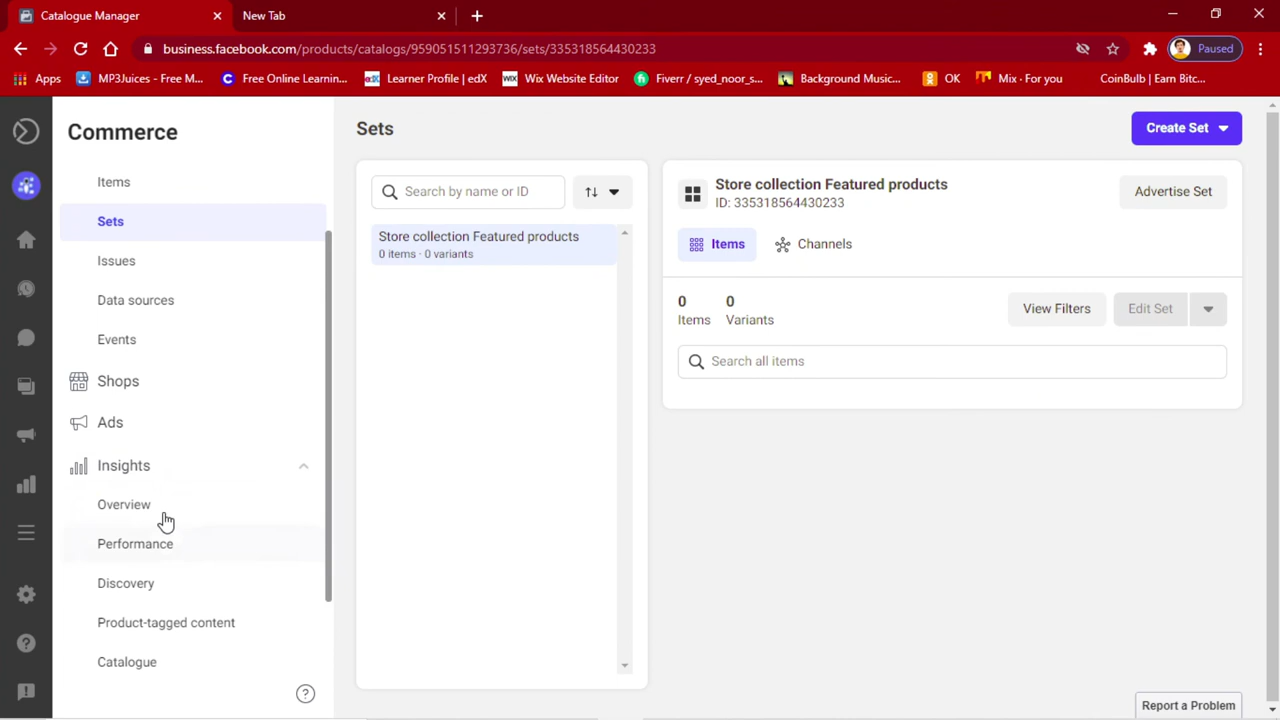 Catalogue Manager
New Tab
business.facebook.com/products/catalogs/959051511293736/sets/335318564430233
Paused
Apps
MP3Juices - Free M...
Free Online Learnin...
Learner Profile | edX
Wix Website Editor
Fiverr / syed_noor_s...
Background Music...
OK
Mix - For you
CoinBulb | Earn Bitc...
Commerce
Items
Sets
Issues
Data sources
Events
Shops
Ads
Insights
Overview
Performance
Discovery
Product-tagged content
Catalogue
Sets
Create Set
Search by name or ID
Store collection Featured products
0 items · 0 variants
Store collection Featured products
ID: 335318564430233
Advertise Set
Items
Channels
0 0
Items Variants
View Filters
Edit Set
Search all items
Report a Problem